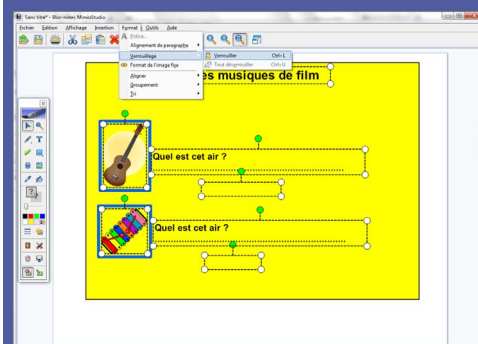 Sans titre* - Bloc-notes MimioStudio
Fichier Edition Affichage Insertion Format Outils Aide
Police...
Alignement de paragraphe
Verrouillage
Verrouiller Ctrl+L
Format de l'image fixe
Tout déverrouiller Ctrl+U
Aligner
Groupement
Tri
es musiques de film
Quel est cet air ?
Quel est cet air ?